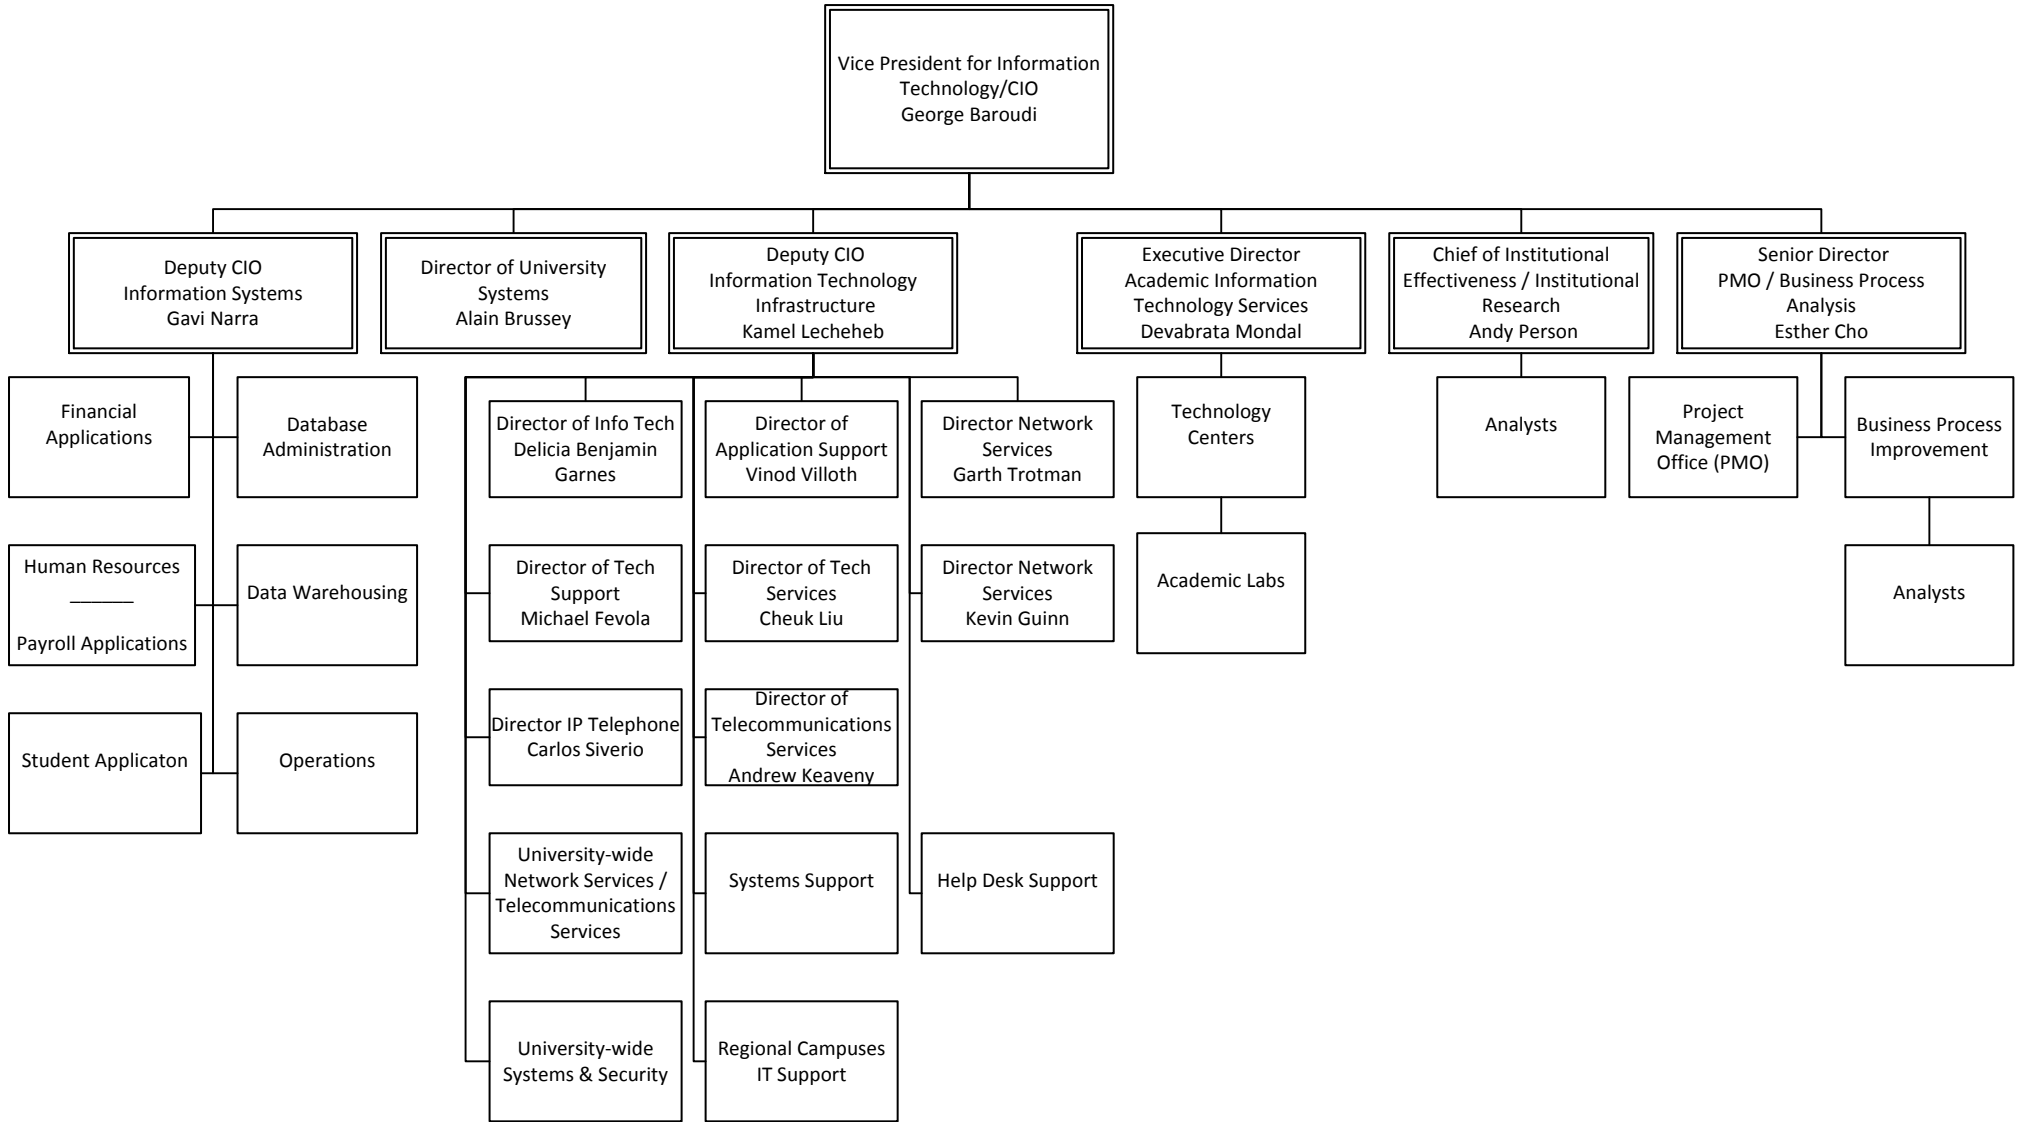 Vice President for Information
Technology/CIO
George Baroudi
Deputy CIO
Information Systems
Gavi Narra
Director of University
Systems
Alain Brussey
Deputy CIO
Information Technology
Infrastructure
Kamel Lecheheb
Executive Director
Academic Information
Technology Services
Devabrata Mondal
Chief of Institutional
Effectiveness / Institutional
Research
Andy Person
Senior Director
PMO / Business Process
Analysis
Esther Cho
Financial
Applications
Database
Administration
Director of Info Tech
Delicia Benjamin
Garnes
Director of
Application Support
Vinod Villoth
Director Network
Services
Garth Trotman
Technology
Centers
Analysts
Project
Management
Office (PMO)
Business Process
Improvement
Human Resources
______
Payroll Applications
Data Warehousing
Director of Tech
Support
Michael Fevola
Director of Tech
Services
Cheuk Liu
Director Network
Services
Kevin Guinn
Academic Labs
Analysts
Student Applicaton
Operations
Director IP Telephone
Carlos Siverio
Director of
Telecommunications
Services
Andrew Keaveny
University-wide
Network Services /
Telecommunications
Services
Systems Support
Help Desk Support
University-wide
Systems & Security
Regional Campuses
IT Support